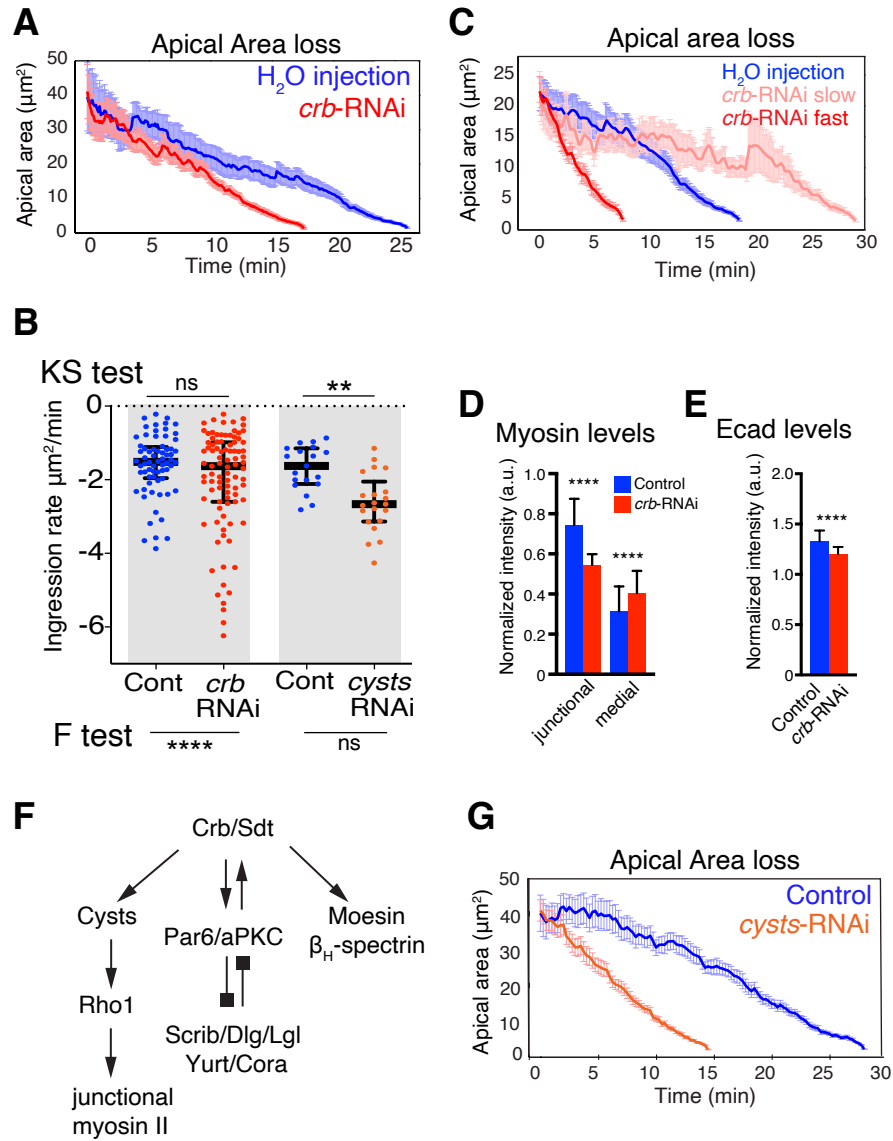 A
Apical Area loss
H₂O injection
crb-RNAi
Apical area (µm²)
50
40
30
20
10
0
0 5 10 15 20 25
Time (min)
C
Apical area loss
H₂O injection
crb-RNAi slow
crb-RNAi fast
Apical area (µm²)
25
20
15
10
5
0
0 5 10 15 20 25 30
Time (min)
B
KS test
ns
**
Ingression rate µm²/min
0
-2
-4
-6
Cont
crb
RNAi
Cont
cysts
RNAi
F test
****
ns
D
Myosin levels
Control
crb-RNAi
Normalized intensity (a.u.)
1.0
0.8
0.6
0.4
0.2
0
****
****
junctional
medial
E
Ecad levels
Normalized intensity (a.u.)
2.0
1.5
1.0
0.5
0
****
Control
crb-RNAi
F
Crb/Sdt
Cysts
Par6/aPKC
Moesin
βH-spectrin
Rho1
Scrib/Dlg/Lgl
Yurt/Cora
junctional
myosin II
G
Apical Area loss
Control
cysts-RNAi
Apical area (µm²)
50
40
30
20
10
0
0 5 10 15 20 25 30
Time (min)